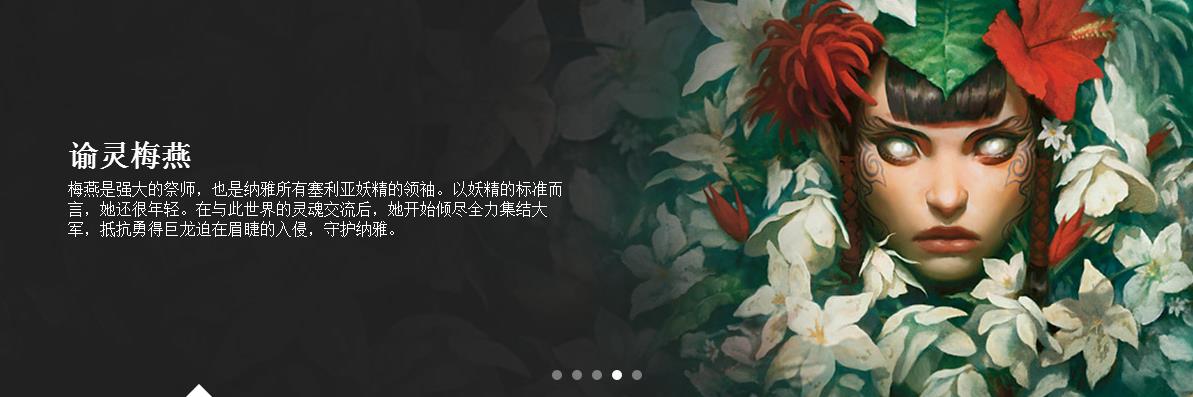 谕灵梅燕
梅燕是强大的祭师，也是纳雅所有塞利亚妖精的领袖。以妖精的标准而
言，她还很年轻。在与此世界的灵魂交流后，她开始倾尽全力集结大
军，抵抗勇得巨龙迫在眉睫的入侵，守护纳雅。